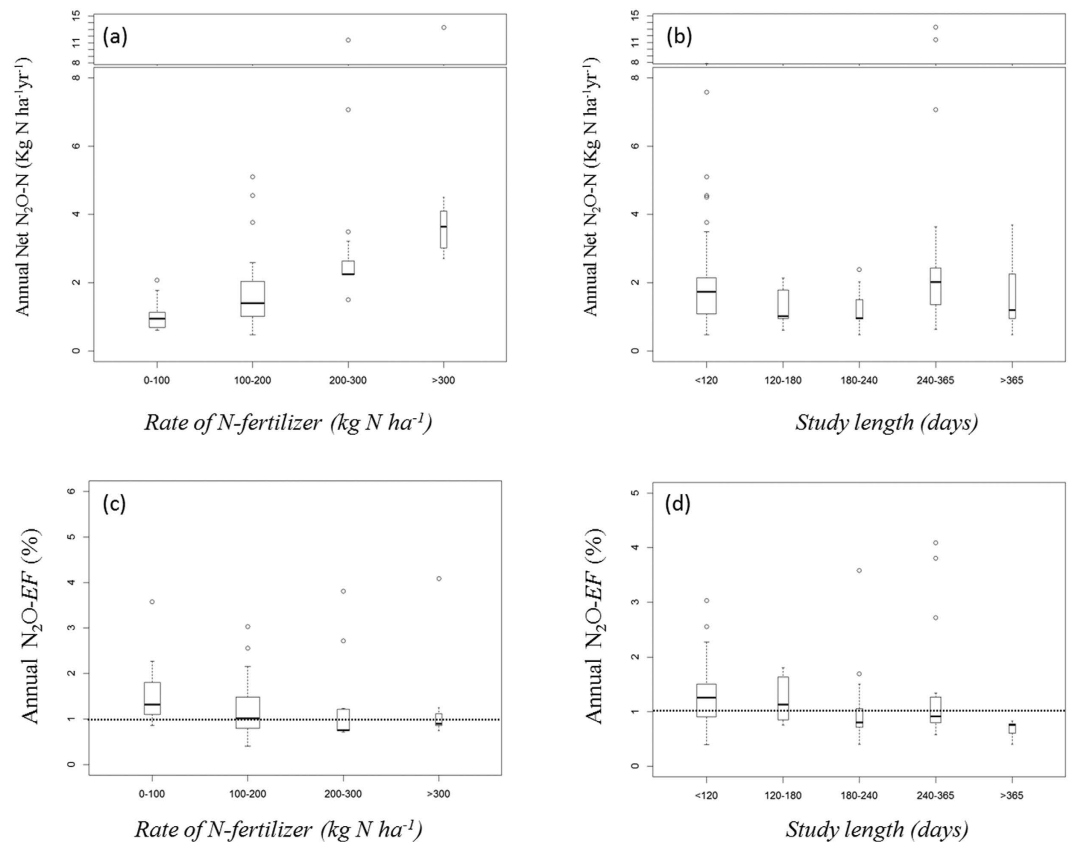 (a)
15
11
8
8
6
4
2
0
Annual Net N₂O-N (Kg N ha⁻¹yr⁻¹)
0-100 100-200 200-300 >300
Rate of N-fertilizer (kg N ha⁻¹)
(b)
15
11
8
8
6
4
2
0
Annual Net N₂O-N (Kg N ha⁻¹yr⁻¹)
<120 120-180 180-240 240-365 >365
Study length (days)
(c)
6
5
4
3
2
1
0
Annual N₂O-EF (%)
0-100 100-200 200-300 >300
Rate of N-fertilizer (kg N ha⁻¹)
(d)
5
4
3
2
1
0
Annual N₂O-EF (%)
<120 120-180 180-240 240-365 >365
Study length (days)